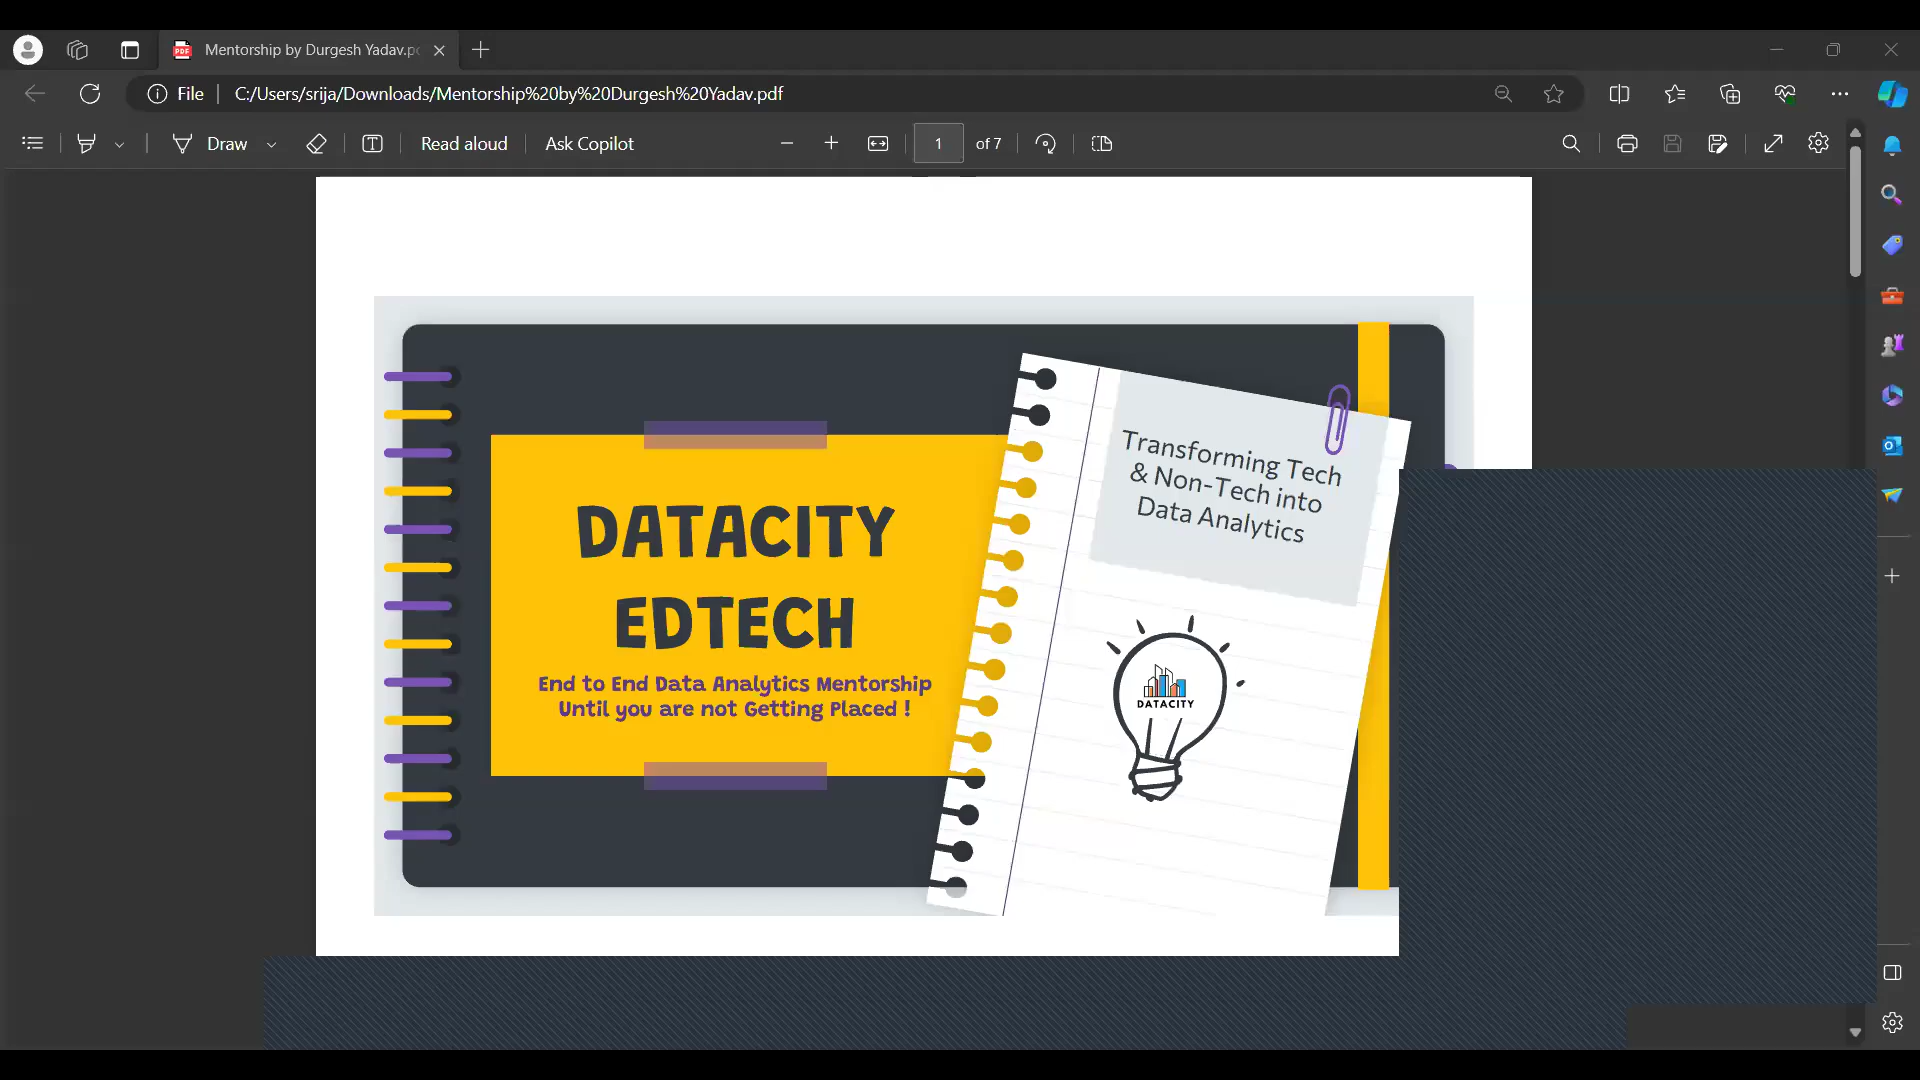 Mentorship by Durgesh Yadav.p
File
C:/Users/srija/Downloads/Mentorship%20by%20Durgesh%20Yadav.pdf
Draw
Read aloud
Ask Copilot
1
of 7
Transforming Tech
& Non-Tech into
Data Analytics
DATACITY
EDTECH
End to End Data Analytics Mentorship
Until you are not Getting Placed !
DATACITY